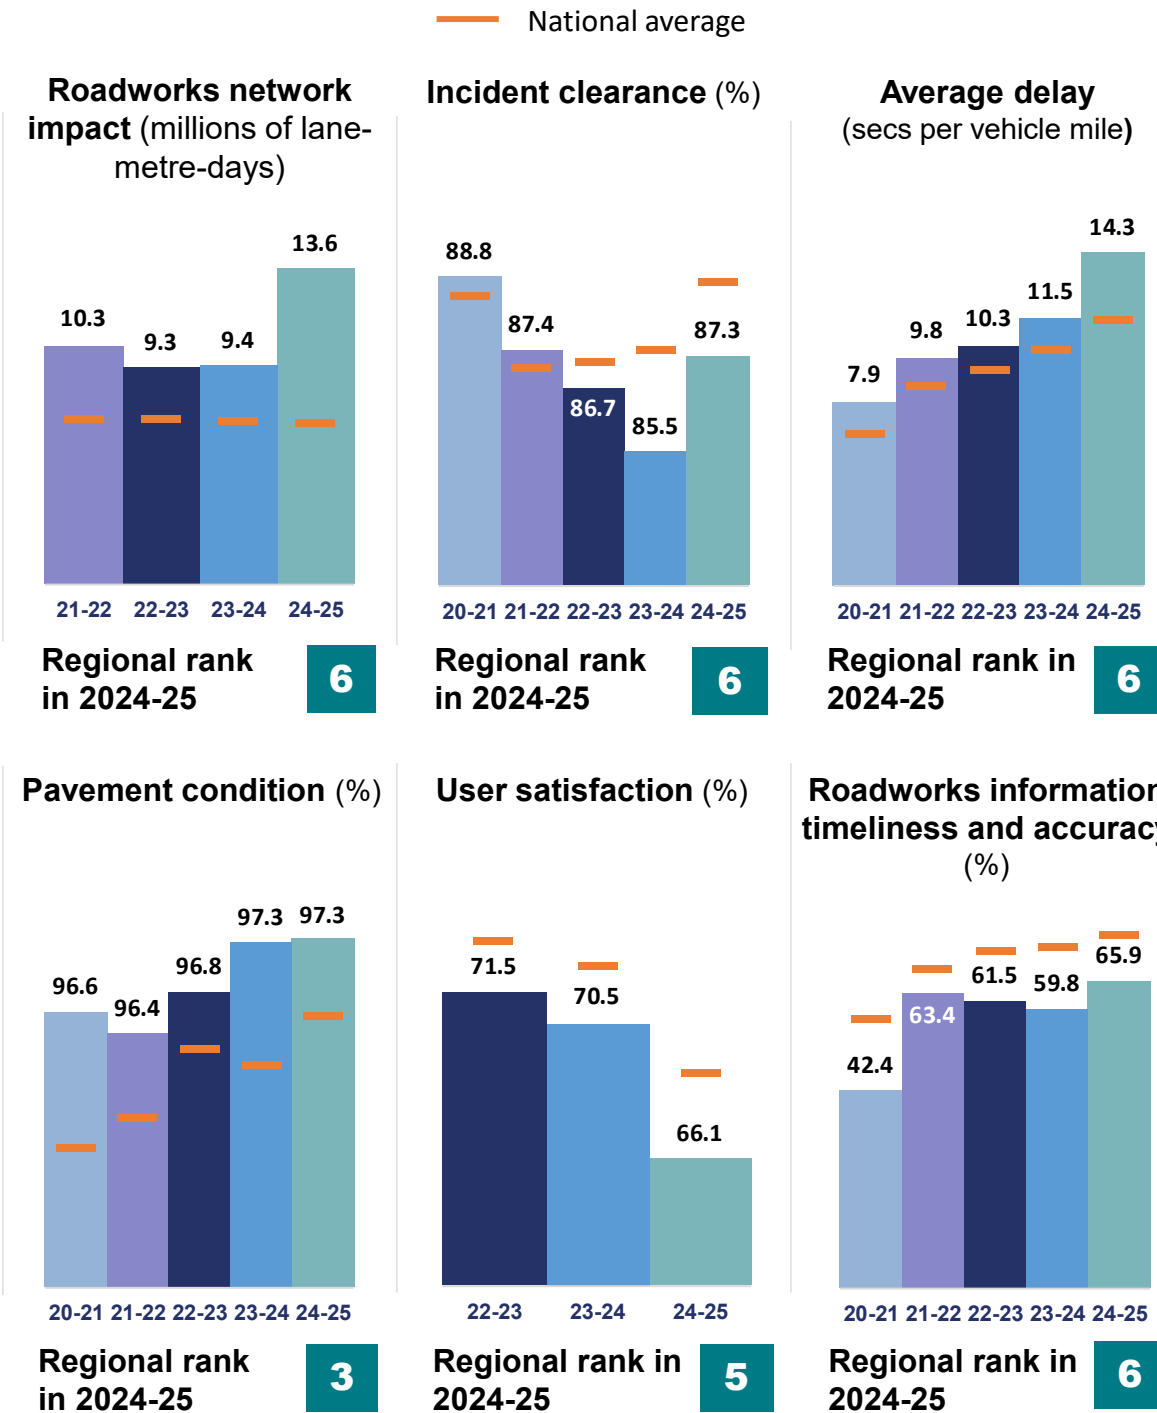 National average
Roadworks network
impact (millions of lane-
metre-days)
10.3
9.3
9.4
13.6
21-22 22-23 23-24 24-25
Regional rank
in 2024-25
6
Incident clearance (%)
88.8
87.4
86.7
85.5
87.3
20-21 21-22 22-23 23-24 24-25
Regional rank
in 2024-25
6
Average delay
(secs per vehicle mile)
7.9
9.8
10.3
11.5
14.3
20-21 21-22 22-23 23-24 24-25
Regional rank in
2024-25
6
Pavement condition (%)
96.6
96.4
96.8
97.3
97.3
20-21 21-22 22-23 23-24 24-25
Regional rank
in 2024-25
3
User satisfaction (%)
71.5
70.5
66.1
22-23 23-24 24-25
Regional rank in
2024-25
5
Roadworks information
timeliness and accuracy
(%)
42.4
63.4
61.5
59.8
65.9
20-21 21-22 22-23 23-24 24-25
Regional rank in
2024-25
6